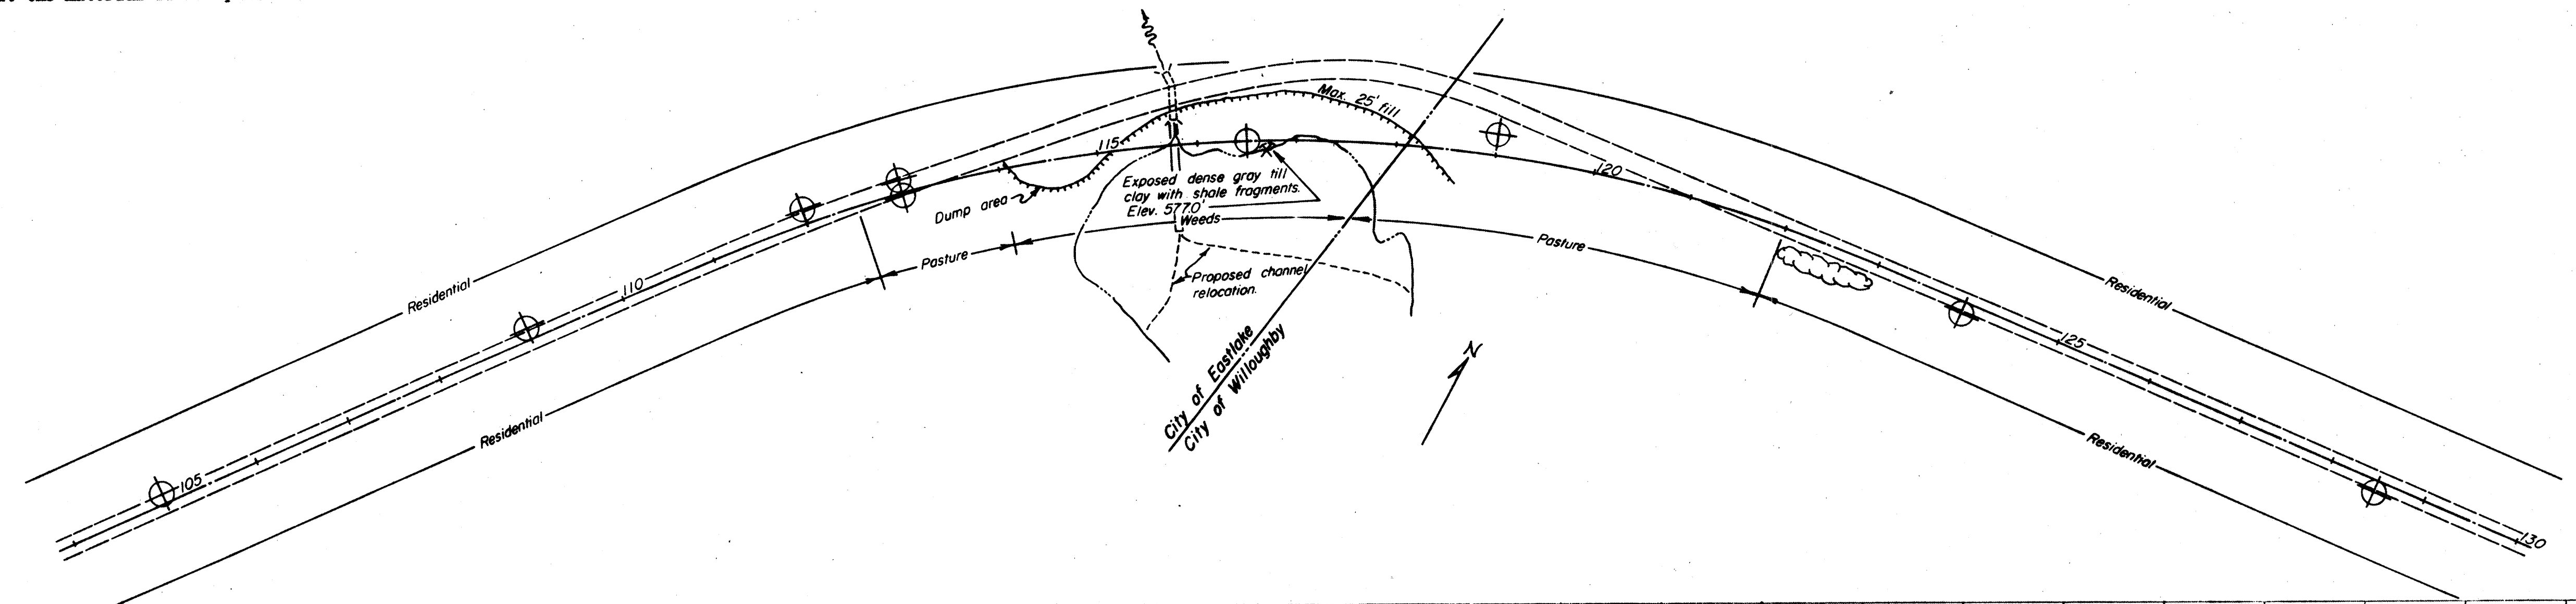 Max. 25' fill
115
Exposed dense gray till
clay with shale fragments.
Elev. 577.0'
Dump area
Weeds
120
Pasture
Pasture
Proposed channel
relocation.
Residential
110
Residential
Residential
125
Residential
City of Eastlake
City of Willoughby
N
105
130